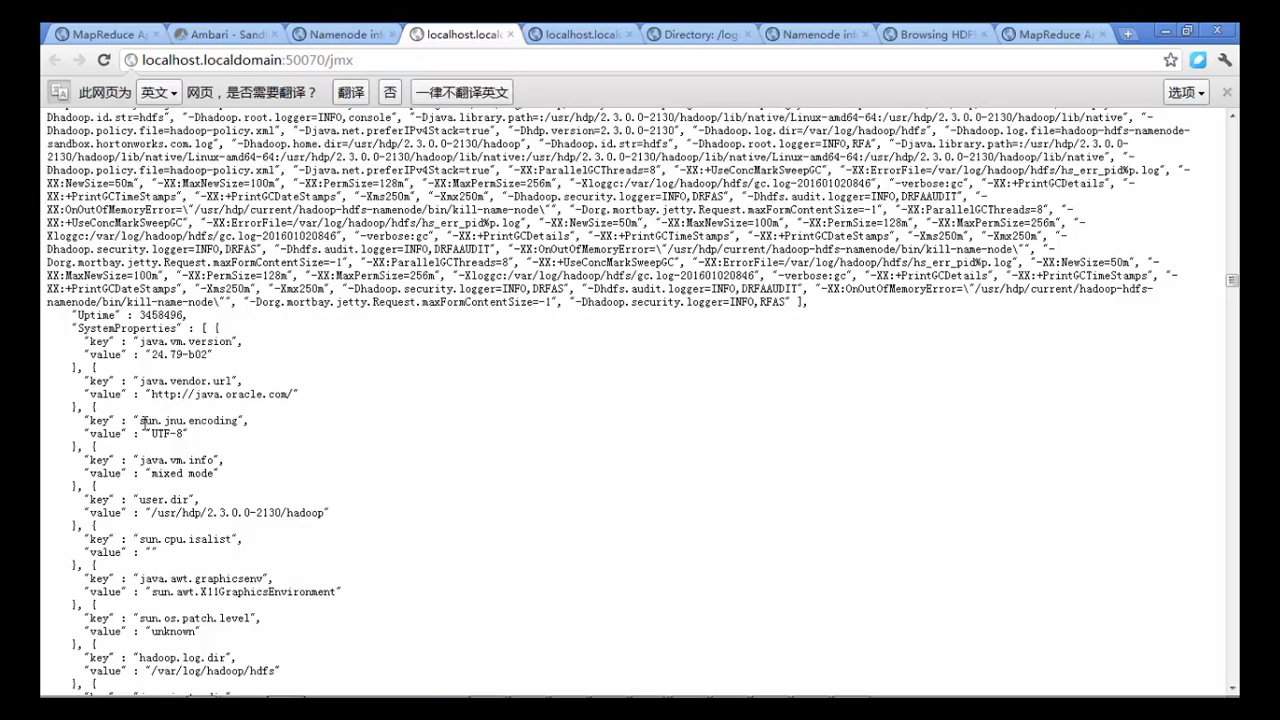 MapReduce A
Ambari - Sand
Namenode in
localhost.local
localhost.local
Directory: /log
Namenode in
Browsing HDF
MapReduce A
localhost.localdomain:50070/jmx
此网页为 英文 网页，是否需要翻译？ 翻译 否 一律不翻译英文 选项
Dhadoop.id.str=hdfs", "-Dhadoop.root.logger=INFO,console", "-Djava.library.path=:/usr/hdp/2.3.0.0-2130/hadoop/lib/native/Linux-amd64-64:/usr/hdp/2.3.0.0-2130/hadoop/lib/native", "-
Dhadoop.policy.file=hadoop-policy.xml", "-Djava.net.preferIPv4Stack=true", "-Dhdp.version=2.3.0.0-2130", "-Dhadoop.log.dir=/var/log/hadoop/hdfs", "-Dhadoop.log.file=hadoop-hdfs-namenode-
sandbox.hortonworks.com.log", "-Dhadoop.home.dir=/usr/hdp/2.3.0.0-2130/hadoop", "-Dhadoop.id.str=hdfs", "-Dhadoop.root.logger=INFO,RFA", "-Djava.library.path=:/usr/hdp/2.3.0.0-
2130/hadoop/lib/native/Linux-amd64-64:/usr/hdp/2.3.0.0-2130/hadoop/lib/native/Linux-amd64-64:/usr/hdp/2.3.0.0-2130/hadoop/lib/native", "-
Dhadoop.policy.file=hadoop-policy.xml", "-Djava.net.preferIPv4Stack=true", "-XX:ParallelGCThreads=8", "-XX:+UseConcMarkSweepGC", "-XX:ErrorFile=/var/log/hadoop/hdfs/hs_err_pid%p.log", "-
XX:NewSize=50m", "-XX:MaxNewSize=100m", "-XX:PermSize=128m", "-XX:MaxPermSize=256m", "-Xloggc:/var/log/hadoop/hdfs/gc.log-201601020846", "-verbose:gc", "-XX:+PrintGCDetails", "-
XX:+PrintGCTimeStamps", "-XX:+PrintGCDateStamps", "-Xms250m", "-Xmx250m", "-Dhadoop.security.logger=INFO,DRFAS", "-Dhdfs.audit.logger=INFO,DRFAAUDIT", "-
XX:OnOutOfMemoryError=\"/usr/hdp/current/hadoop-hdfs-namenode/bin/kill-name-node\"", "-Dorg.mortbay.jetty.Request.maxFormContentSize=-1", "-XX:ParallelGCThreads=8", "-
XX:+UseConcMarkSweepGC", "-XX:ErrorFile=/var/log/hadoop/hdfs/hs_err_pid%p.log", "-XX:NewSize=50m", "-XX:MaxNewSize=100m", "-XX:PermSize=128m", "-XX:MaxPermSize=256m", "-
Xloggc:/var/log/hadoop/hdfs/gc.log-201601020846", "-verbose:gc", "-XX:+PrintGCDetails", "-XX:+PrintGCTimeStamps", "-XX:+PrintGCDateStamps", "-Xms250m", "-Xmx250m", "-
Dhadoop.security.logger=INFO,DRFAS", "-Dhdfs.audit.logger=INFO,DRFAAUDIT", "-XX:OnOutOfMemoryError=\"/usr/hdp/current/hadoop-hdfs-namenode/bin/kill-name-node\"", "-
Dorg.mortbay.jetty.Request.maxFormContentSize=-1", "-XX:ParallelGCThreads=8", "-XX:+UseConcMarkSweepGC", "-XX:ErrorFile=/var/log/hadoop/hdfs/hs_err_pid%p.log", "-XX:NewSize=50m", "-
XX:MaxNewSize=100m", "-XX:PermSize=128m", "-XX:MaxPermSize=256m", "-Xloggc:/var/log/hadoop/hdfs/gc.log-201601020846", "-verbose:gc", "-XX:+PrintGCDetails", "-XX:+PrintGCTimeStamps", "-
XX:+PrintGCDateStamps", "-Xms250m", "-Xmx250m", "-Dhadoop.security.logger=INFO,DRFAS", "-Dhdfs.audit.logger=INFO,DRFAAUDIT", "-XX:OnOutOfMemoryError=\"/usr/hdp/current/hadoop-hdfs-
namenode/bin/kill-name-node\"", "-Dorg.mortbay.jetty.Request.maxFormContentSize=-1", "-Dhadoop.security.logger=INFO,RFAS" ],
"Uptime" : 3458496,
"SystemProperties" : [ {
"key" : "java.vm.version",
"value" : "24.79-b02"
}, {
"key" : "java.vendor.url",
"value" : "http://java.oracle.com/"
}, {
"key" : "sun.jnu.encoding",
"value" : "UTF-8"
}, {
"key" : "java.vm.info",
"value" : "mixed mode"
}, {
"key" : "user.dir",
"value" : "/usr/hdp/2.3.0.0-2130/hadoop"
}, {
"key" : "sun.cpu.isalist",
"value" : ""
}, {
"key" : "java.awt.graphicsenv",
"value" : "sun.awt.X11GraphicsEnvironment"
}, {
"key" : "sun.os.patch.level",
"value" : "unknown"
}, {
"key" : "hadoop.log.dir",
"value" : "/var/log/hadoop/hdfs"
}, {